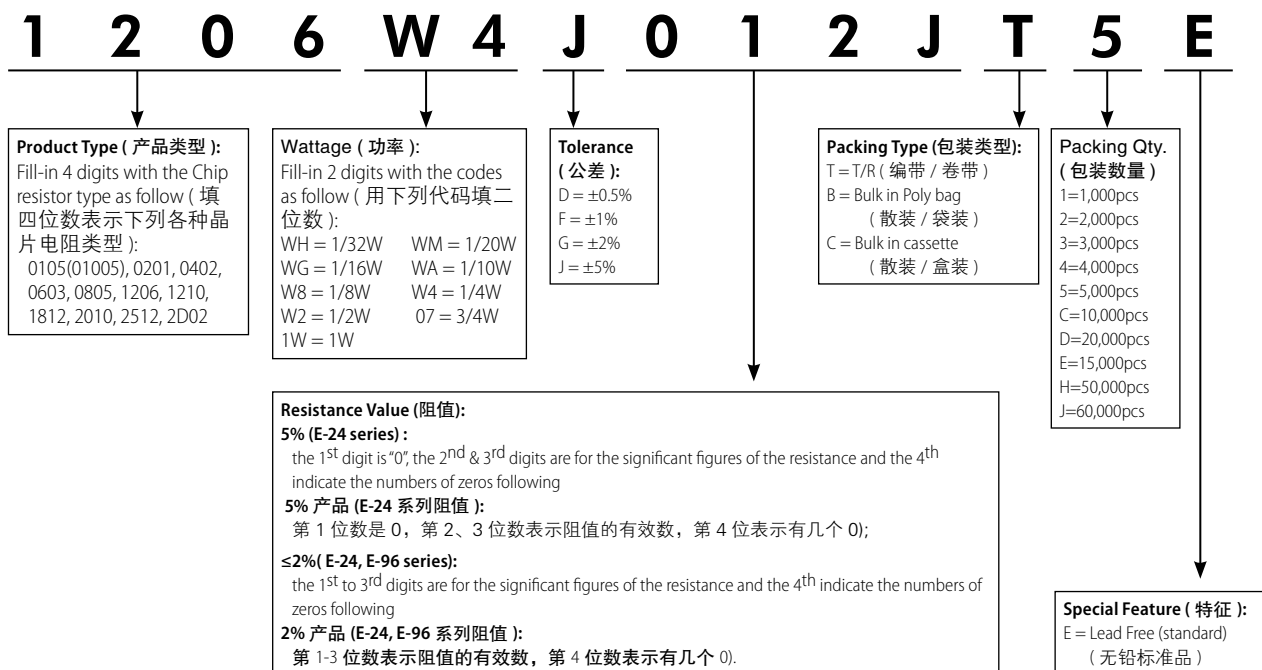 1 2 0 6 W 4 J 0 1 2 J T 5 E
Product Type ( 产品类型 ):
Fill-in 4 digits with the Chip
resistor type as follow ( 填
四位数表示下列各种晶
片电阻类型 ):
0105(01005), 0201, 0402,
0603, 0805, 1206, 1210,
1812, 2010, 2512, 2D02
Wattage ( 功率 ):
Fill-in 2 digits with the codes
as follow ( 用下列代码填二
位数 ):
WH = 1/32W WM = 1/20W
WG = 1/16W WA = 1/10W
W8 = 1/8W W4 = 1/4W
W2 = 1/2W 07 = 3/4W
1W = 1W
Tolerance
( 公差 ):
D = ±0.5%
F = ±1%
G = ±2%
J = ±5%
Packing Type (包装类型):
T = T/R ( 编带 / 卷带 )
B = Bulk in Poly bag
( 散装 / 袋装 )
C = Bulk in cassette
( 散装 / 盒装 )
Packing Qty.
( 包装数量 )
1=1,000pcs
2=2,000pcs
3=3,000pcs
4=4,000pcs
5=5,000pcs
C=10,000pcs
D=20,000pcs
E=15,000pcs
H=50,000pcs
J=60,000pcs
Resistance Value (阻值):
5% (E-24 series) :
the 1st digit is "0", the 2nd & 3rd digits are for the significant figures of the resistance and the 4th
indicate the numbers of zeros following
5% 产品 (E-24 系列阻值 ):
第 1 位数是 0，第 2、3 位数表示阻值的有效数，第 4 位表示有几个 0);
≤2%( E-24, E-96 series):
the 1st to 3rd digits are for the significant figures of the resistance and the 4th indicate the numbers of
zeros following
2% 产品 (E-24, E-96 系列阻值 ):
第 1-3 位数表示阻值的有效数，第 4 位数表示有几个 0).
Special Feature ( 特征 ):
E = Lead Free (standard)
( 无铅标准品 )